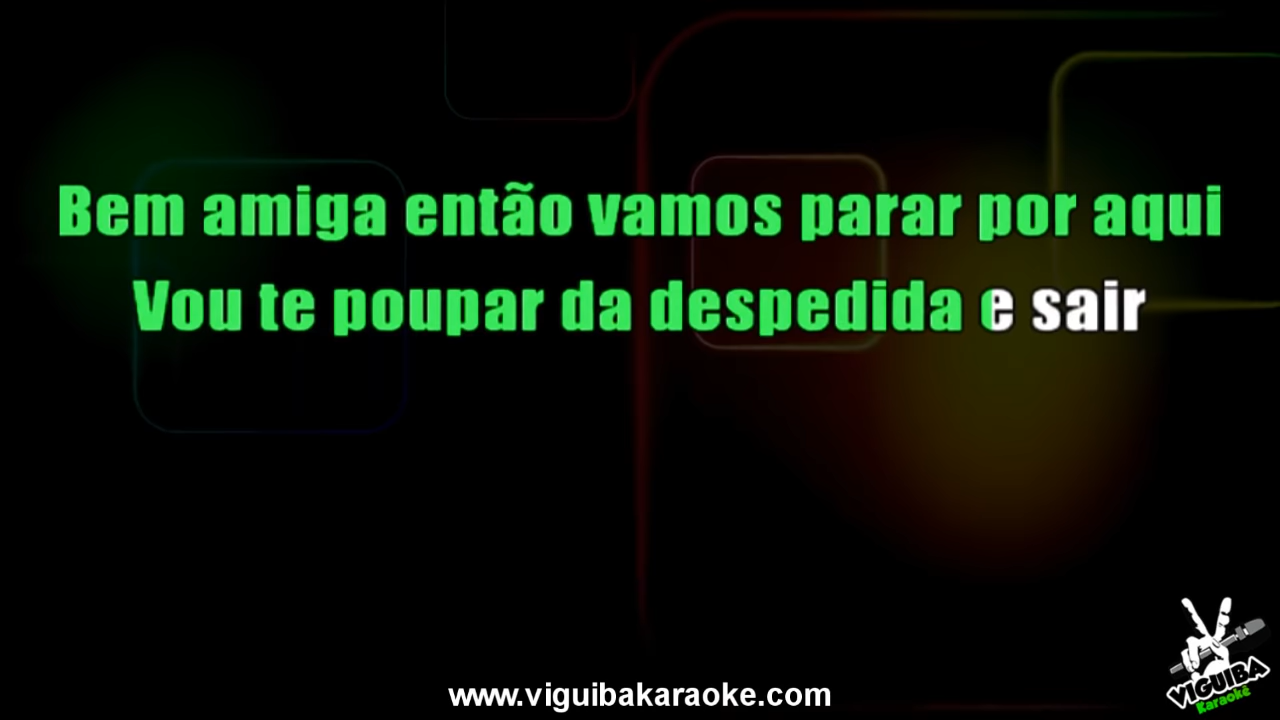 Bem amiga então vamos parar por aqui
Vou te poupar da despedida e sair
www.viguibakaraoke.com
VIGUIBA
Karaokê